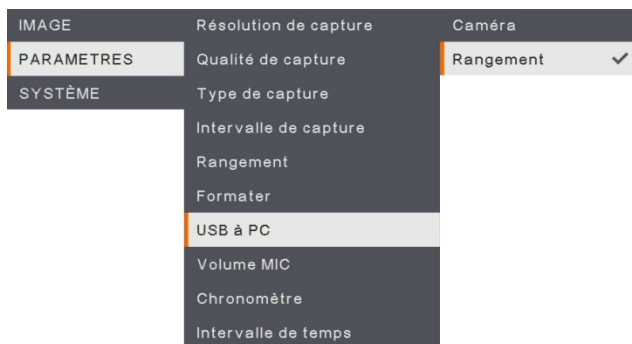 IMAGE
PARAMETRES
SYSTÈME
Résolution de capture
Qualité de capture
Type de capture
Intervalle de capture
Rangement
Formater
USB à PC
Volume MIC
Chronomètre
Intervalle de temps
Caméra
Rangement